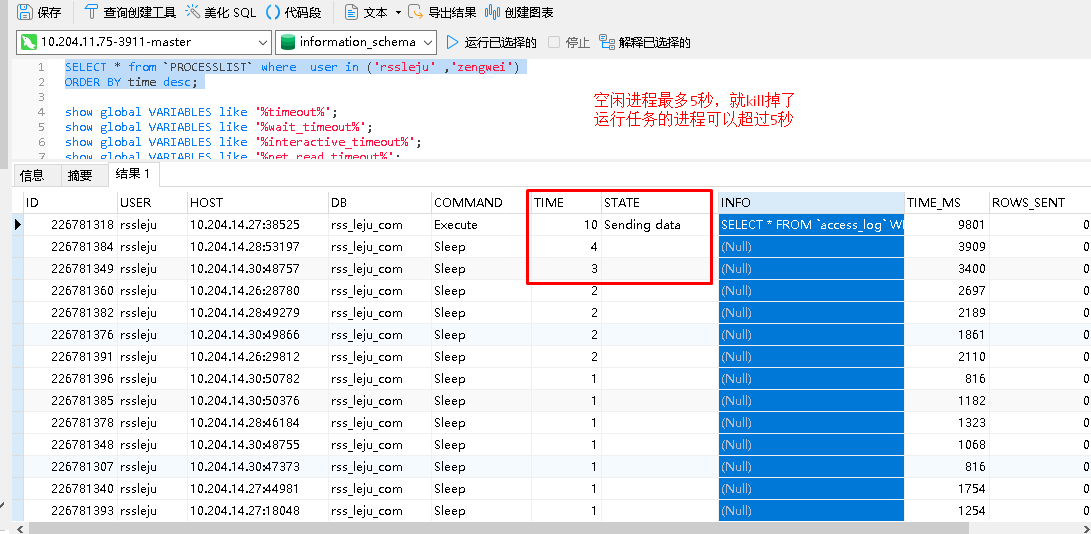 保存 查询创建工具 美化 SQL () 代码段 文本 导出结果 创建图表
10.204.11.75-3911-master information_schema 运行已选择的 停止 解释已选择的
1 SELECT * from `PROCESSLIST` where user in ('rssleju' ,'zengwei')
2 ORDER BY time desc;
3
4 show global VARIABLES like '%timeout%';
5 show global VARIABLES like '%wait_timeout%';
6 show global VARIABLES like '%interactive_timeout%';
7 show global VARIABLES like '%net_read_timeout%';
空闲进程最多5秒，就kill掉了
运行任务的进程可以超过5秒
信息 摘要 结果 1
ID USER HOST DB COMMAND TIME STATE INFO TIME_MS ROWS_SENT
226781318 rssleju 10.204.14.27:38525 rss_leju_com Execute 10 Sending data SELECT * FROM `access_log` WI 9801 0
226781384 rssleju 10.204.14.28:53197 rss_leju_com Sleep 4 (Null) 3909 0
226781349 rssleju 10.204.14.30:48757 rss_leju_com Sleep 3 (Null) 3400 0
226781360 rssleju 10.204.14.26:28780 rss_leju_com Sleep 2 (Null) 2697 0
226781382 rssleju 10.204.14.28:49279 rss_leju_com Sleep 2 (Null) 2189 0
226781376 rssleju 10.204.14.30:49866 rss_leju_com Sleep 2 (Null) 1861 0
226781391 rssleju 10.204.14.26:29812 rss_leju_com Sleep 2 (Null) 2110 0
226781396 rssleju 10.204.14.30:50782 rss_leju_com Sleep 1 (Null) 816 0
226781385 rssleju 10.204.14.30:50376 rss_leju_com Sleep 1 (Null) 1182 0
226781378 rssleju 10.204.14.28:46184 rss_leju_com Sleep 1 (Null) 1323 0
226781348 rssleju 10.204.14.30:48755 rss_leju_com Sleep 1 (Null) 1068 0
226781307 rssleju 10.204.14.30:47373 rss_leju_com Sleep 1 (Null) 816 0
226781340 rssleju 10.204.14.27:44981 rss_leju_com Sleep 1 (Null) 1754 0
226781393 rssleju 10.204.14.27:18048 rss_leju_com Sleep 1 (Null) 1254 0